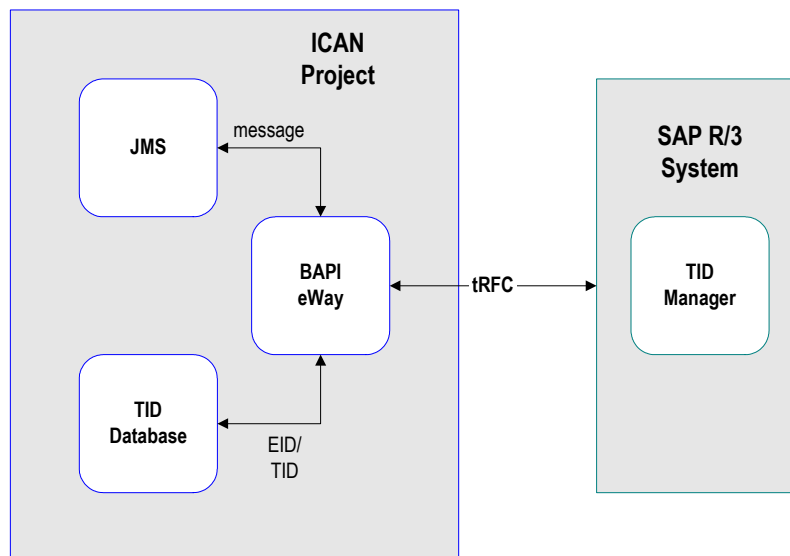 ICAN
Project
JMS
message
BAPI
eWay
TID
Database
EID/
TID
tRFC
SAP R/3
System
TID
Manager